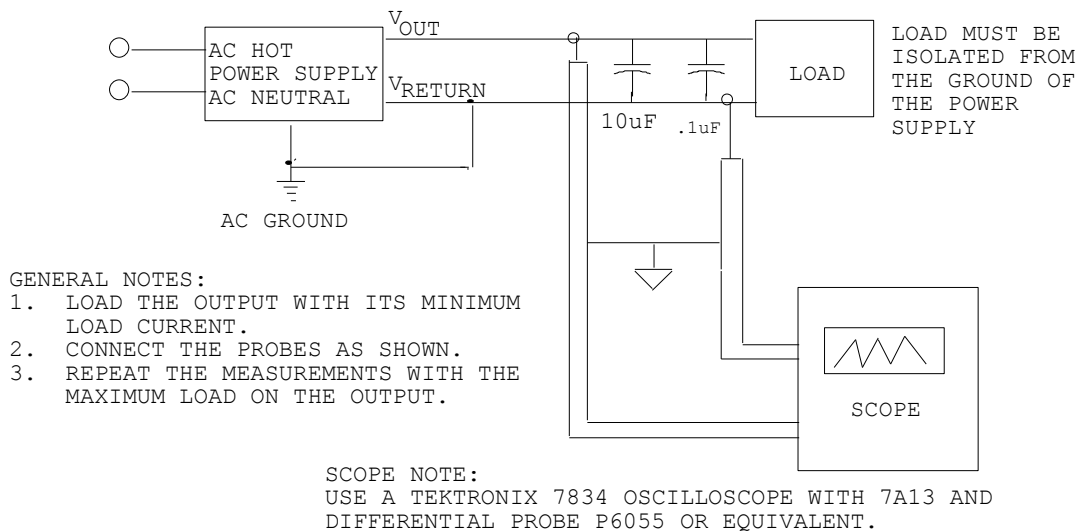 VOUT
AC HOT
POWER SUPPLY
AC NEUTRAL
VRETURN
10uF
.1uF
LOAD
LOAD MUST BE
ISOLATED FROM
THE GROUND OF
THE POWER
SUPPLY
AC GROUND
GENERAL NOTES:
1. LOAD THE OUTPUT WITH ITS MINIMUM
LOAD CURRENT.
2. CONNECT THE PROBES AS SHOWN.
3. REPEAT THE MEASUREMENTS WITH THE
MAXIMUM LOAD ON THE OUTPUT.
SCOPE
SCOPE NOTE:
USE A TEKTRONIX 7834 OSCILLOSCOPE WITH 7A13 AND
DIFFERENTIAL PROBE P6055 OR EQUIVALENT.